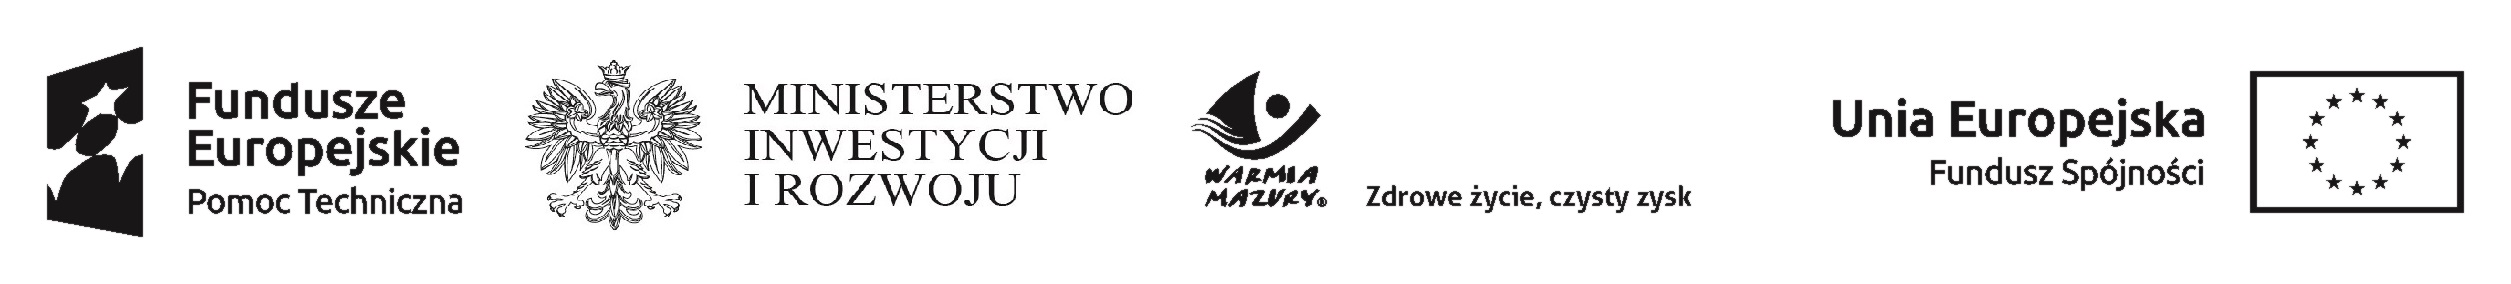 Fundusze
Europejskie
Pomoc Techniczna
MINISTERSTWO
INWESTYCJI
I ROZWOJU
WARMIA
MAZURY®
Zdrowe życie, czysty zysk
Unia Europejska
Fundusz Spójności